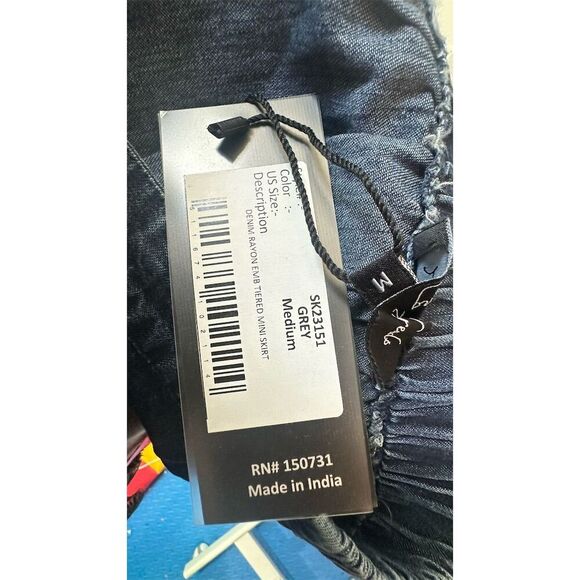 SK23151
Color :- GREY
US Size:- Medium
Description
DENIM RAYON EMB TIERED MINI SKIRT
RN# 150731
Made in India
M